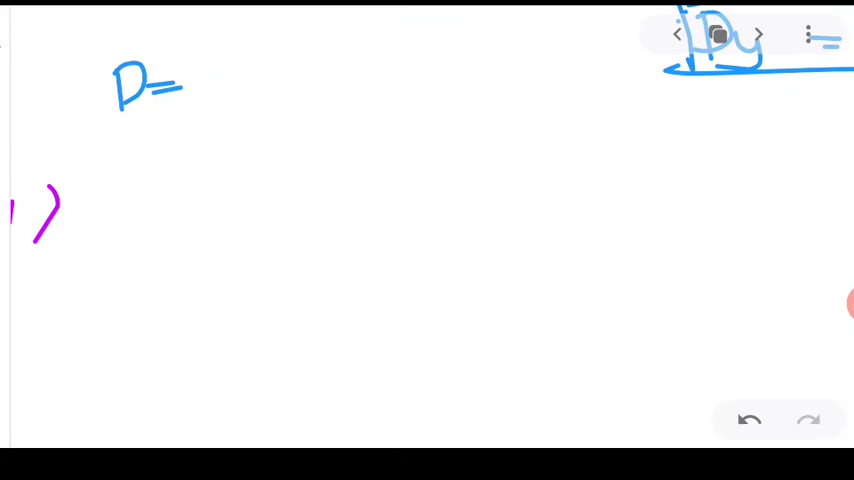 Dy =
D=
)